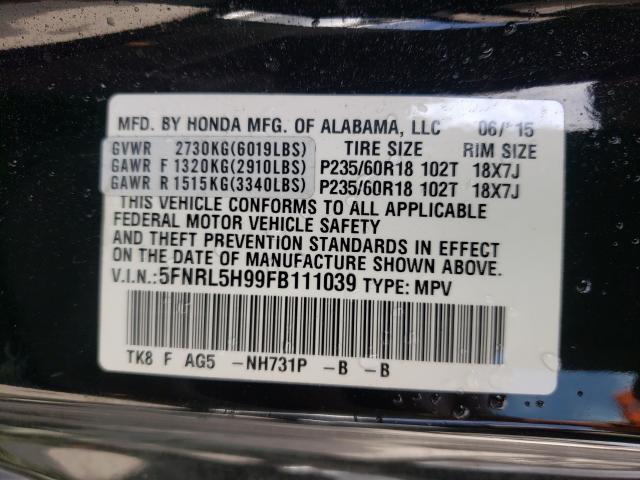 MFD. BY HONDA MFG. OF ALABAMA, LLC 06/15
GVWR 2730KG(6019LBS) TIRE SIZE RIM SIZE
GAWR F 1320KG(2910LBS) P235/60R18 102T 18X7J
GAWR R 1515KG(3340LBS) P235/60R18 102T 18X7J
THIS VEHICLE CONFORMS TO ALL APPLICABLE
FEDERAL MOTOR VEHICLE SAFETY
AND THEFT PREVENTION STANDARDS IN EFFECT
ON THE DATE OF MANUFACTURE SHOWN ABOVE.
V.I.N.:5FNRL5H99FB111039 TYPE: MPV
TK8 F AG5 -NH731P -B -B